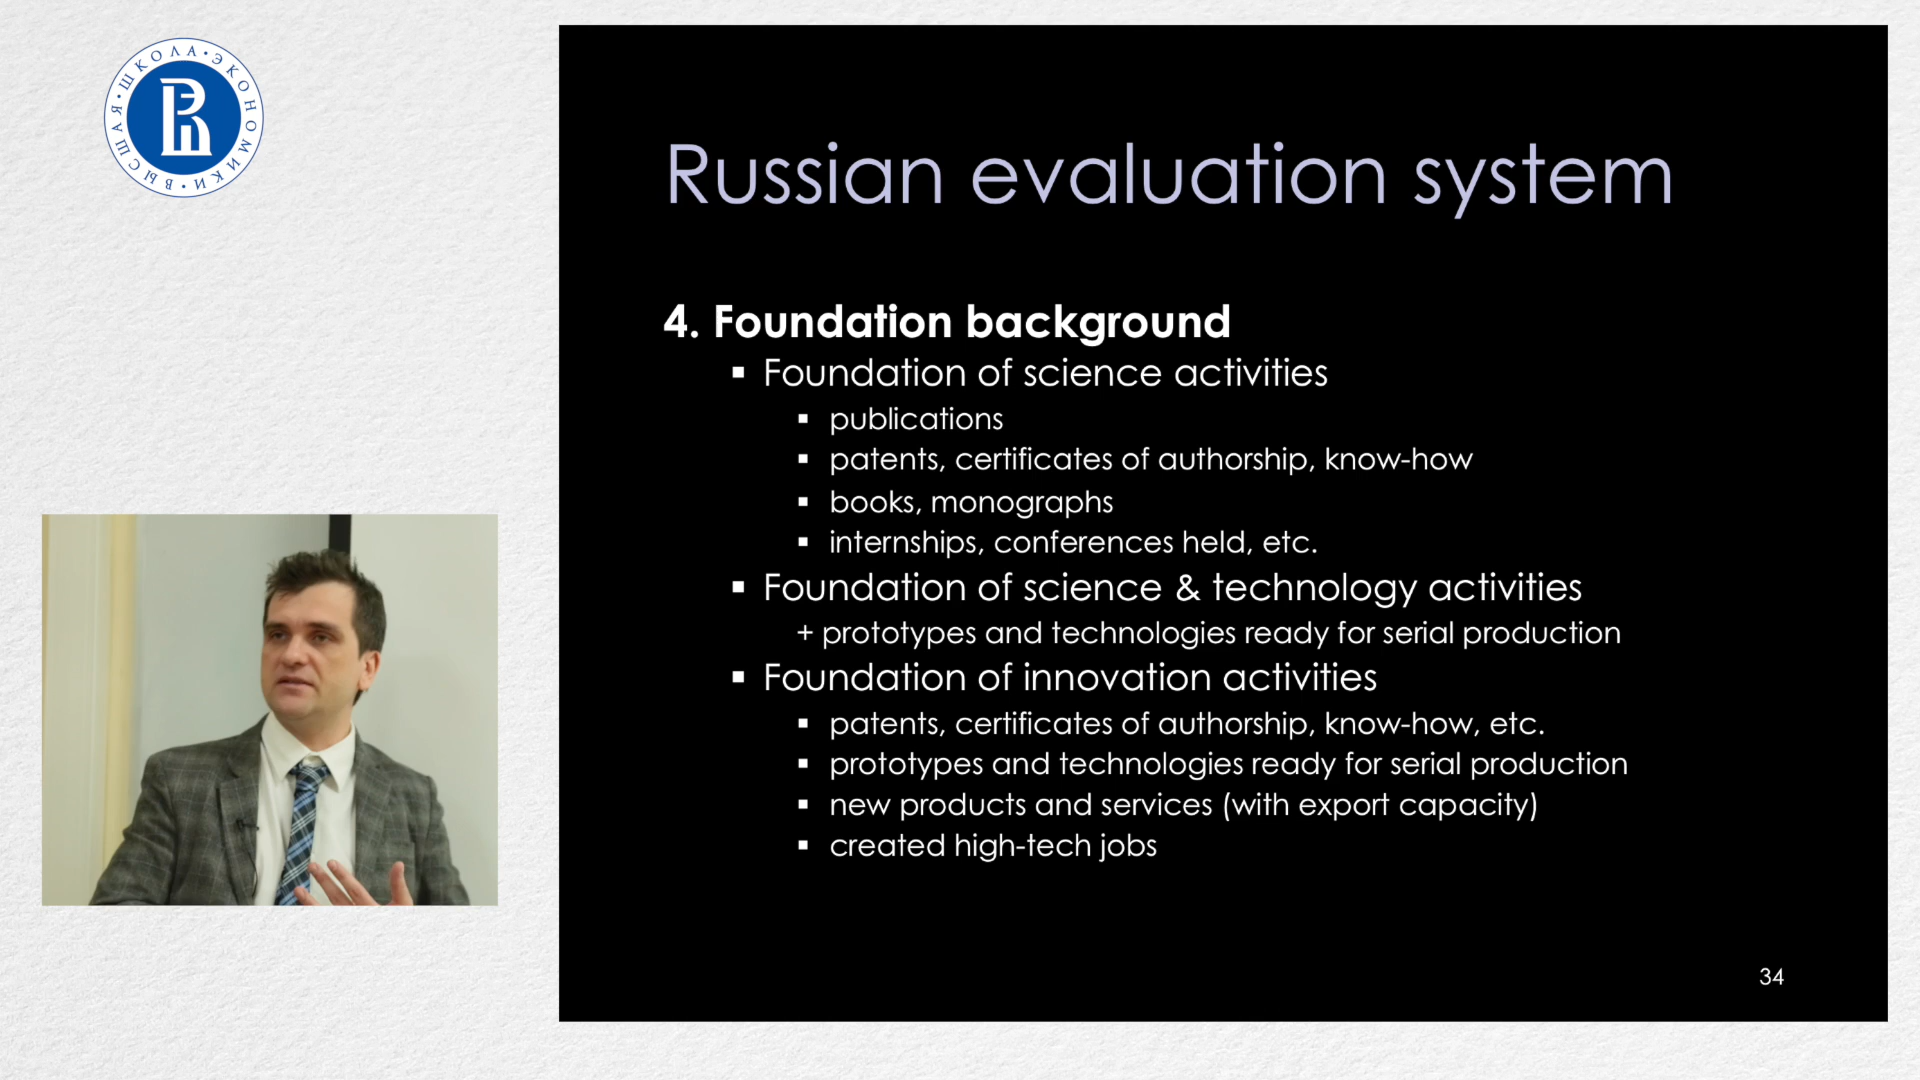 ВЫСШАЯ • ШКОЛА • ЭКОНОМИКИ •
Russian evaluation system
4. Foundation background
▪ Foundation of science activities
▪ publications
▪ patents, certificates of authorship, know-how
▪ books, monographs
▪ internships, conferences held, etc.
▪ Foundation of science & technology activities
+ prototypes and technologies ready for serial production
▪ Foundation of innovation activities
▪ patents, certificates of authorship, know-how, etc.
▪ prototypes and technologies ready for serial production
▪ new products and services (with export capacity)
▪ created high-tech jobs
34